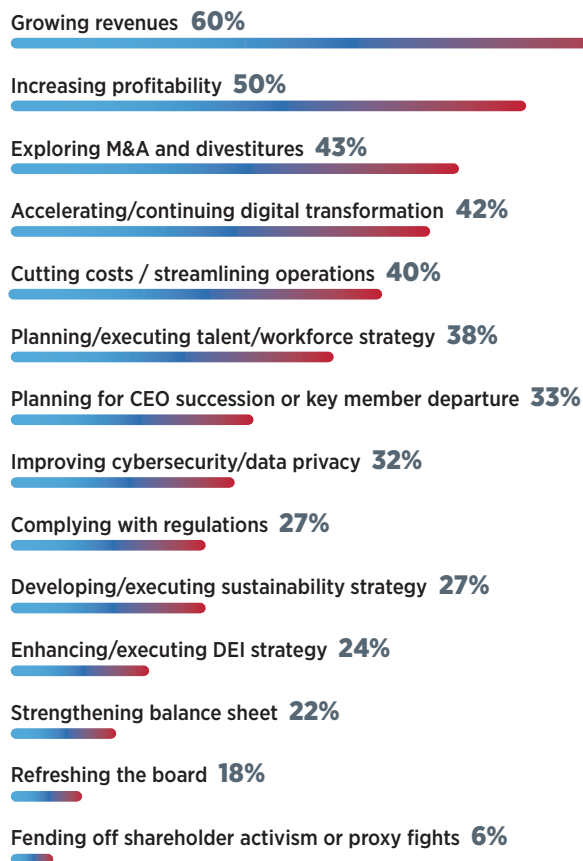 Growing revenues 60%
Increasing profitability 50%
Exploring M&A and divestitures 43%
Accelerating/continuing digital transformation 42%
Cutting costs / streamlining operations 40%
Planning/executing talent/workforce strategy 38%
Planning for CEO succession or key member departure 33%
Improving cybersecurity/data privacy 32%
Complying with regulations 27%
Developing/executing sustainability strategy 27%
Enhancing/executing DEI strategy 24%
Strengthening balance sheet 22%
Refreshing the board 18%
Fending off shareholder activism or proxy fights 6%